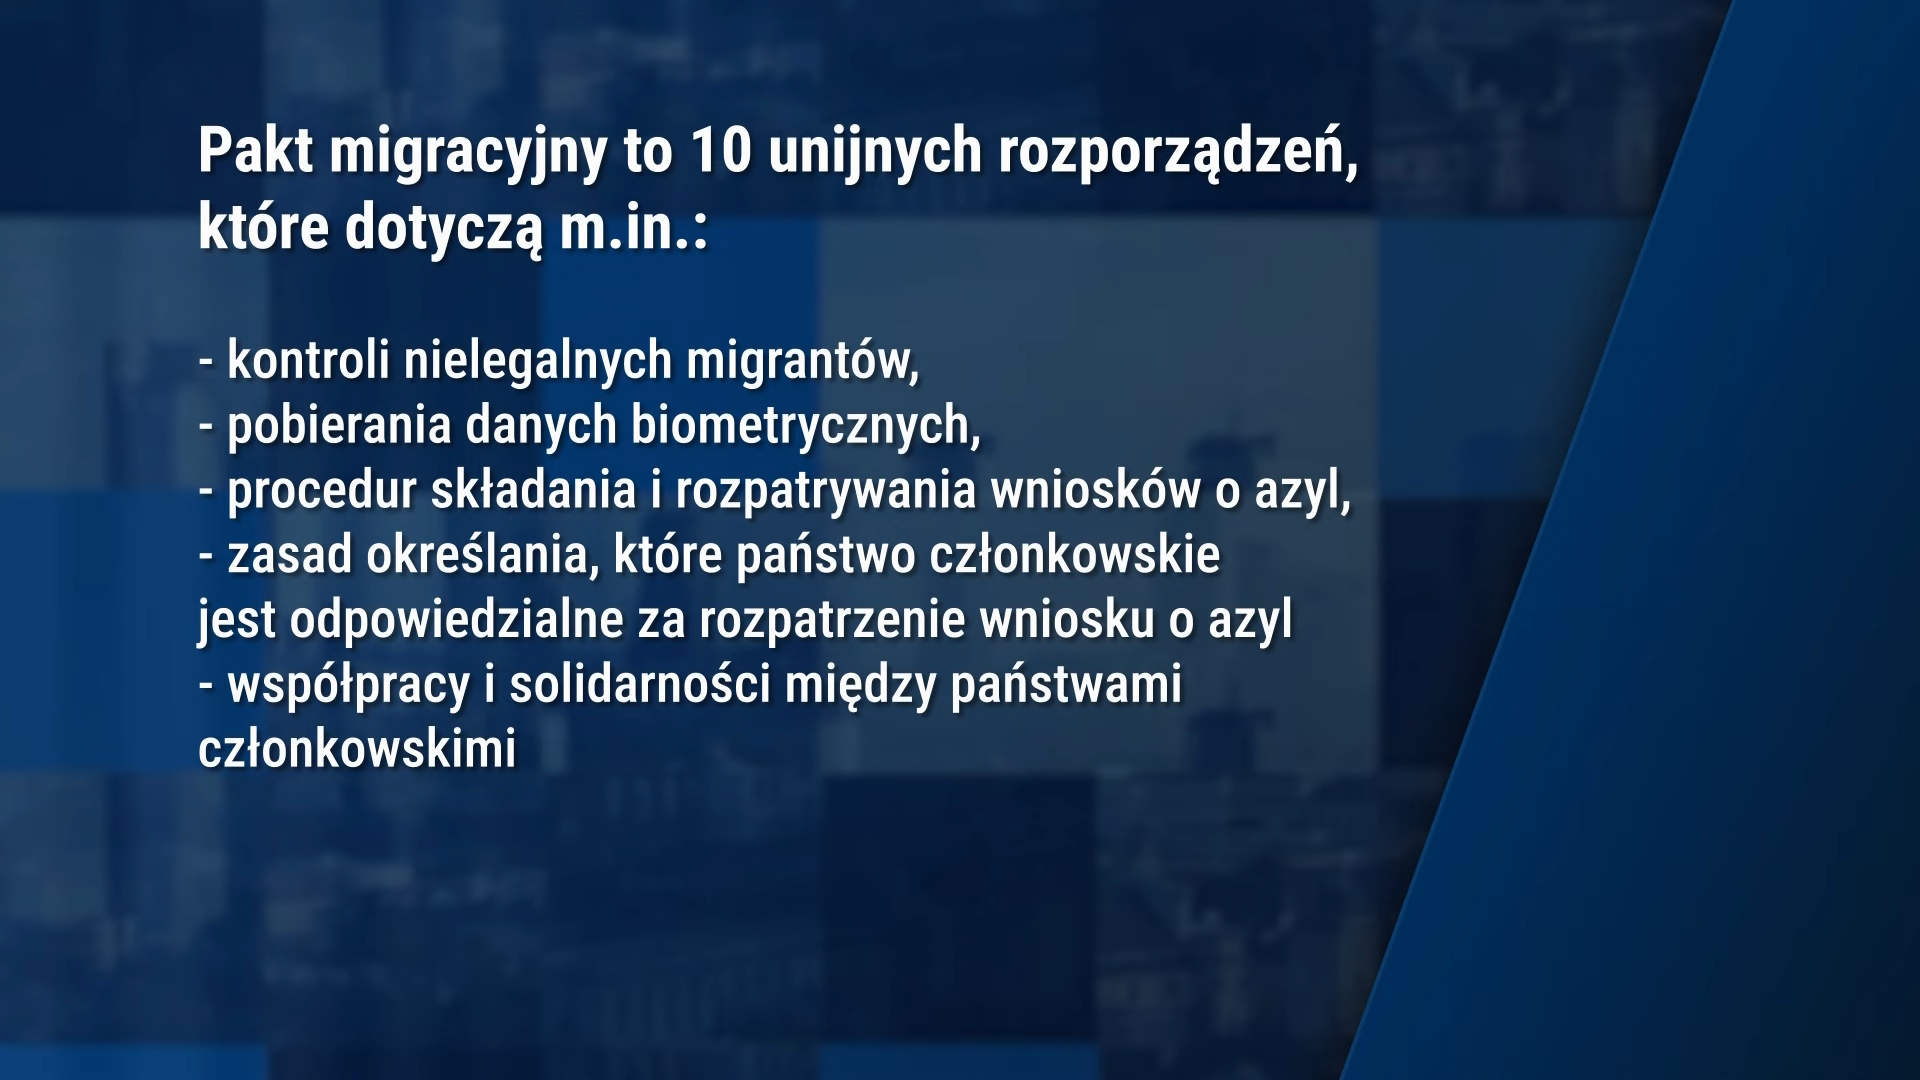 Pakt migracyjny to 10 unijnych rozporządzeń,
które dotyczą m.in.:
- kontroli nielegalnych migrantów,
- pobierania danych biometrycznych,
- procedur składania i rozpatrywania wniosków o azyl,
- zasad określania, które państwo członkowskie
jest odpowiedzialne za rozpatrzenie wniosku o azyl
- współpracy i solidarności między państwami
członkowskimi